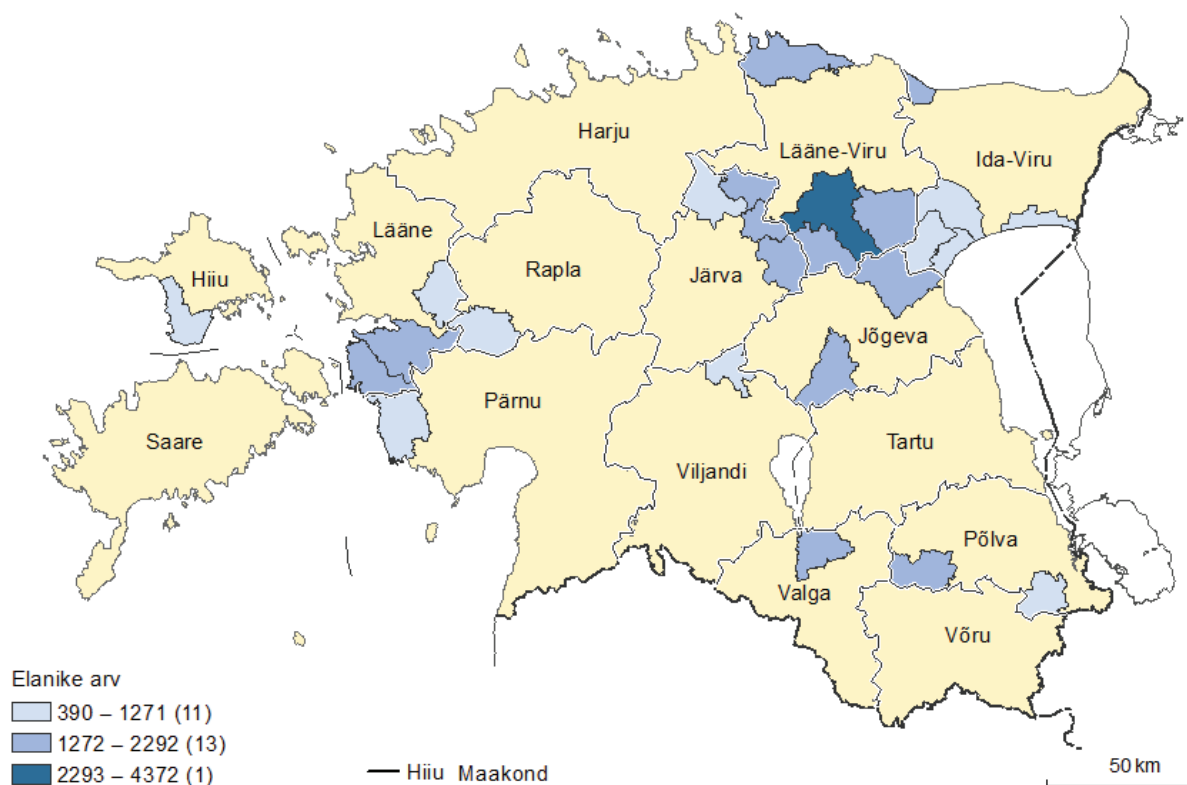 Harju
Lääne-Viru
Ida-Viru
Lääne
Hiiu
Rapla
Järva
Jõgeva
Pärnu
Saare
Tartu
Viljandi
Põlva
Valga
Võru
Elanike arv
390 – 1271 (11)
1272 – 2292 (13)
2293 – 4372 (1)
Hiiu Maakond
50 km